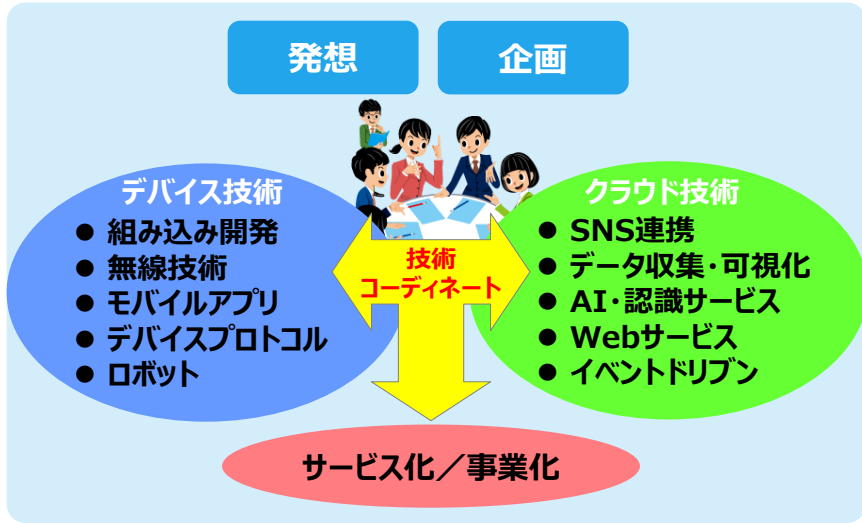 発想
企画
デバイス技術
● 組み込み開発
● 無線技術
● モバイルアプリ
● デバイスプロトコル
● ロボット
技術
コーディネート
クラウド技術
● SNS連携
● データ収集・可視化
● AI・認識サービス
● Webサービス
● イベントドリブン
サービス化／事業化